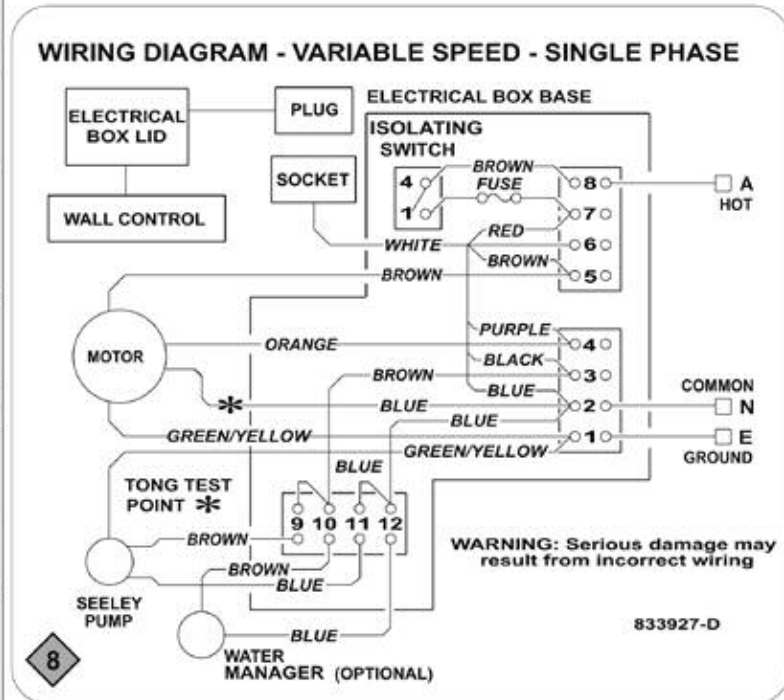 WIRING DIAGRAM - VARIABLE SPEED - SINGLE PHASE
ELECTRICAL
BOX LID
PLUG
ELECTRICAL BOX BASE
ISOLATING
SWITCH
WALL CONTROL
SOCKET
4
1
BROWN
FUSE
8
7
6
5
A
HOT
RED
WHITE
BROWN
BROWN
MOTOR
ORANGE
PURPLE
4
BROWN
BLACK
3
BLUE
*
BLUE
2
COMMON
N
BLUE
GREEN/YELLOW
1
E
GROUND
GREEN/YELLOW
BLUE
TONG TEST
POINT *
9 10 11 12
BROWN
BROWN
BLUE
SEELEY
PUMP
BLUE
WATER
MANAGER (OPTIONAL)
WARNING: Serious damage may
result from incorrect wiring
833927-D
8